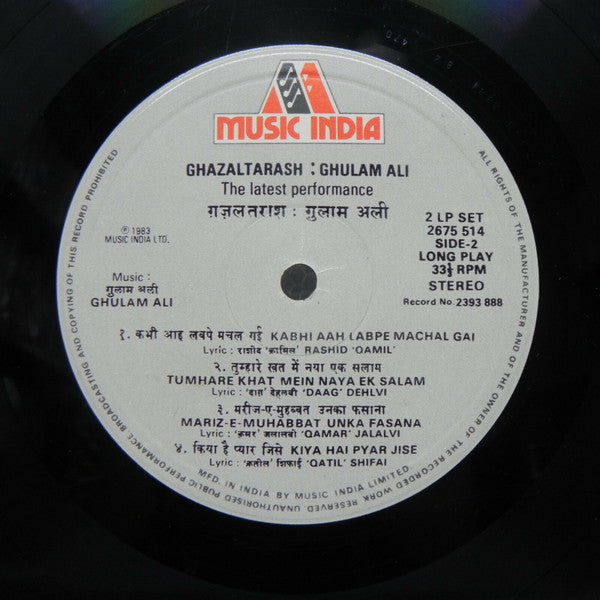 MUSIC INDIA
GHAZALTARASH : GHULAM ALI
The latest performance
ग़ज़लतराश : गुलाम अली
℗ 1983
MUSIC INDIA LTD.
2 LP SET
2675 514
SIDE-2
LONG PLAY
33⅓ RPM
STEREO
Record No. 2393 888
Music :
गुलाम अली
GHULAM ALI
१. कभी आह लबपे मचल गई KABHI AAH LABPE MACHAL GAI
Lyric : राशीद 'क़ामिल' RASHID 'QAMIL'
२. तुम्हारे खत में नया एक सलाम
TUMHARE KHAT MEIN NAYA EK SALAM
Lyric : 'दाग़' देहलवी 'DAAG' DEHLVI
३. मरीज-ए-मुहब्बत उनका फसाना
MARIZ-E-MUHABBAT UNKA FASANA
Lyric : 'क़मर' जलालवी 'QAMAR' JALALVI
४. किया है प्यार जिसे KIYA HAI PYAR JISE
Lyric : 'क़तील' शिफाई 'QATIL' SHIFAI
MFD. IN INDIA BY MUSIC INDIA LIMITED
ALL RIGHTS OF THE MANUFACTURER AND OF THE OWNER OF THE RECORDED WORK RESERVED. UNAUTHORISED PUBLIC PERFORMANCE BROADCASTING AND COPYING OF THIS RECORD PROHIBITED